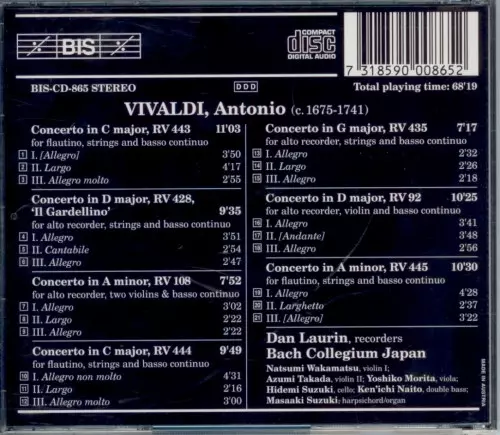 BIS
COMPACT
disc
DIGITAL AUDIO
7 318590 008652
BIS-CD-865 STEREO
DDD
Total playing time: 68'19
VIVALDI, Antonio (c. 1675-1741)
Concerto in C major, RV 443 11'03
for flautino, strings and basso continuo
1 I. [Allegro] 3'50
2 II. Largo 4'17
3 III. Allegro molto 2'55
Concerto in D major, RV 428,
'Il Gardellino' 9'35
for alto recorder, strings and basso continuo
4 I. Allegro 3'51
5 II. Cantabile 2'54
6 III. Allegro 2'47
Concerto in A minor, RV 108 7'52
for alto recorder, two violins & basso continuo
7 I. Allegro 3'02
8 II. Largo 2'22
9 III. Allegro 2'22
Concerto in C major, RV 444 9'49
for flautino, strings and basso continuo
10 I. Allegro non molto 4'31
11 II. Largo 2'16
12 III. Allegro molto 3'00
Concerto in G major, RV 435 7'17
for alto recorder, strings and basso continuo
13 I. Allegro 2'32
14 II. Largo 2'26
15 III. Allegro 2'18
Concerto in D major, RV 92 10'25
for alto recorder, violin and basso continuo
16 I. Allegro 3'41
17 II. [Andante] 3'48
18 III. Allegro 2'56
Concerto in A minor, RV 445 10'30
for flautino, strings and basso continuo
19 I. Allegro 4'28
20 II. Larghetto 2'37
21 III. [Allegro] 3'22
Dan Laurin, recorders
Bach Collegium Japan
Natsumi Wakamatsu, violin I;
Azumi Takada, violin II; Yoshiko Morita, viola;
Hidemi Suzuki, cello; Ken'ichi Naito, double bass;
Masaaki Suzuki, harpsichord/organ
MADE IN AUSTRIA